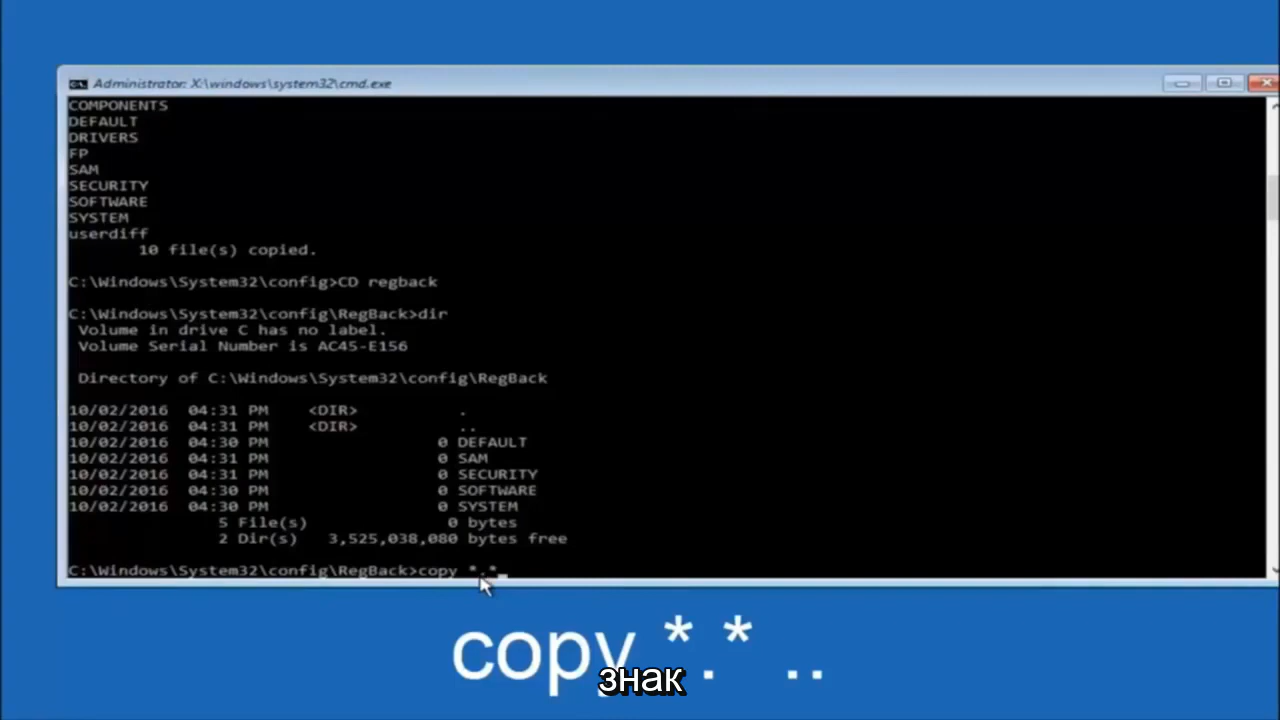 Administrator: X:\windows\system32\cmd.exe
COMPONENTS
DEFAULT
DRIVERS
FP
SAM
SECURITY
SOFTWARE
SYSTEM
userdiff
10 file(s) copied.
C:\Windows\System32\config>CD regback
C:\Windows\System32\config\RegBack>dir
Volume in drive C has no label.
Volume Serial Number is AC45-E156
Directory of C:\Windows\System32\config\RegBack
10/02/2016 04:31 PM <DIR> .
10/02/2016 04:31 PM <DIR> ..
10/02/2016 04:30 PM 0 DEFAULT
10/02/2016 04:31 PM 0 SAM
10/02/2016 04:31 PM 0 SECURITY
10/02/2016 04:30 PM 0 SOFTWARE
10/02/2016 04:30 PM 0 SYSTEM
5 File(s) 0 bytes
2 Dir(s) 3,525,038,080 bytes free
C:\Windows\System32\config\RegBack>copy *.*_
copy *.* ..
знак